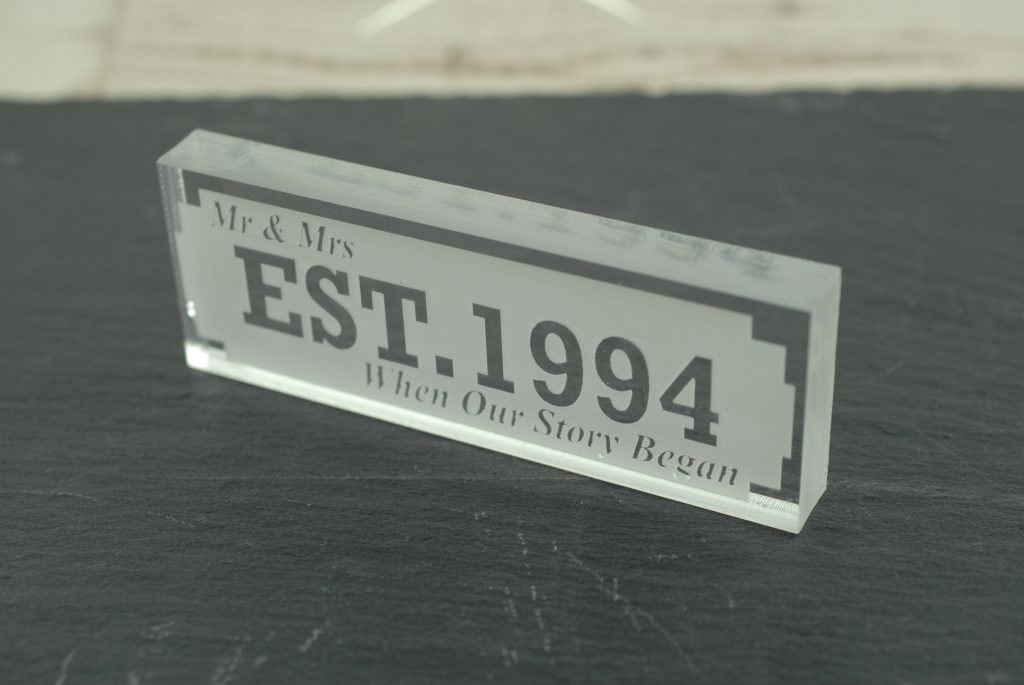 Mr & Mrs
EST.1994
When Our Story Began